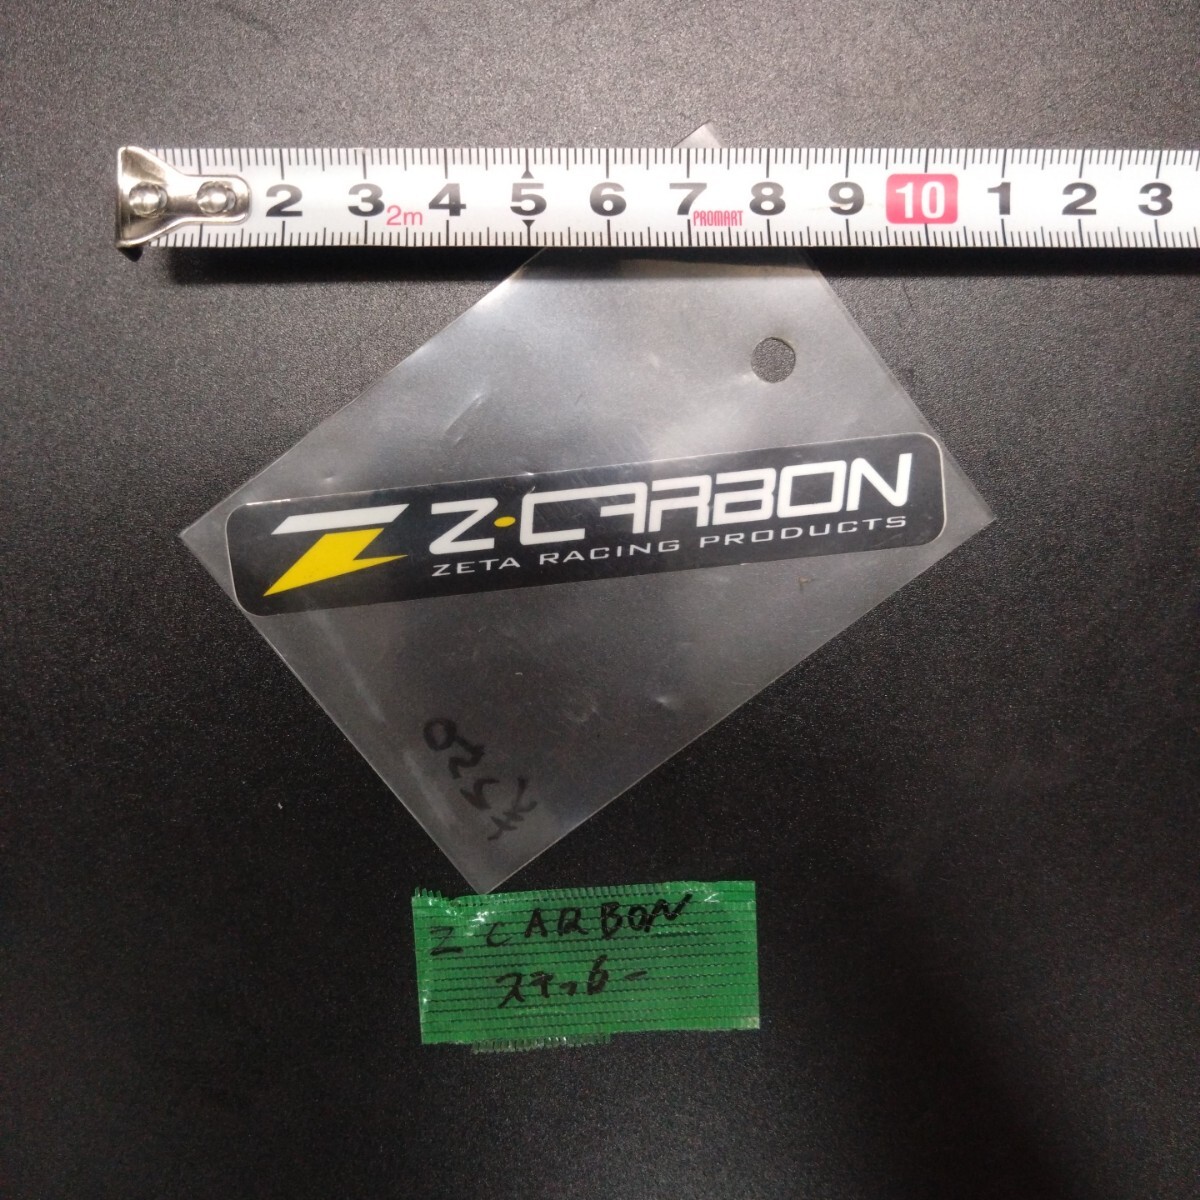 2 3 4 5 6 7 8 9 10 1 2 3
2m
PROMART
Z Z·CARBON
ZETA RACING PRODUCTS
Z CARBON
ステッカー